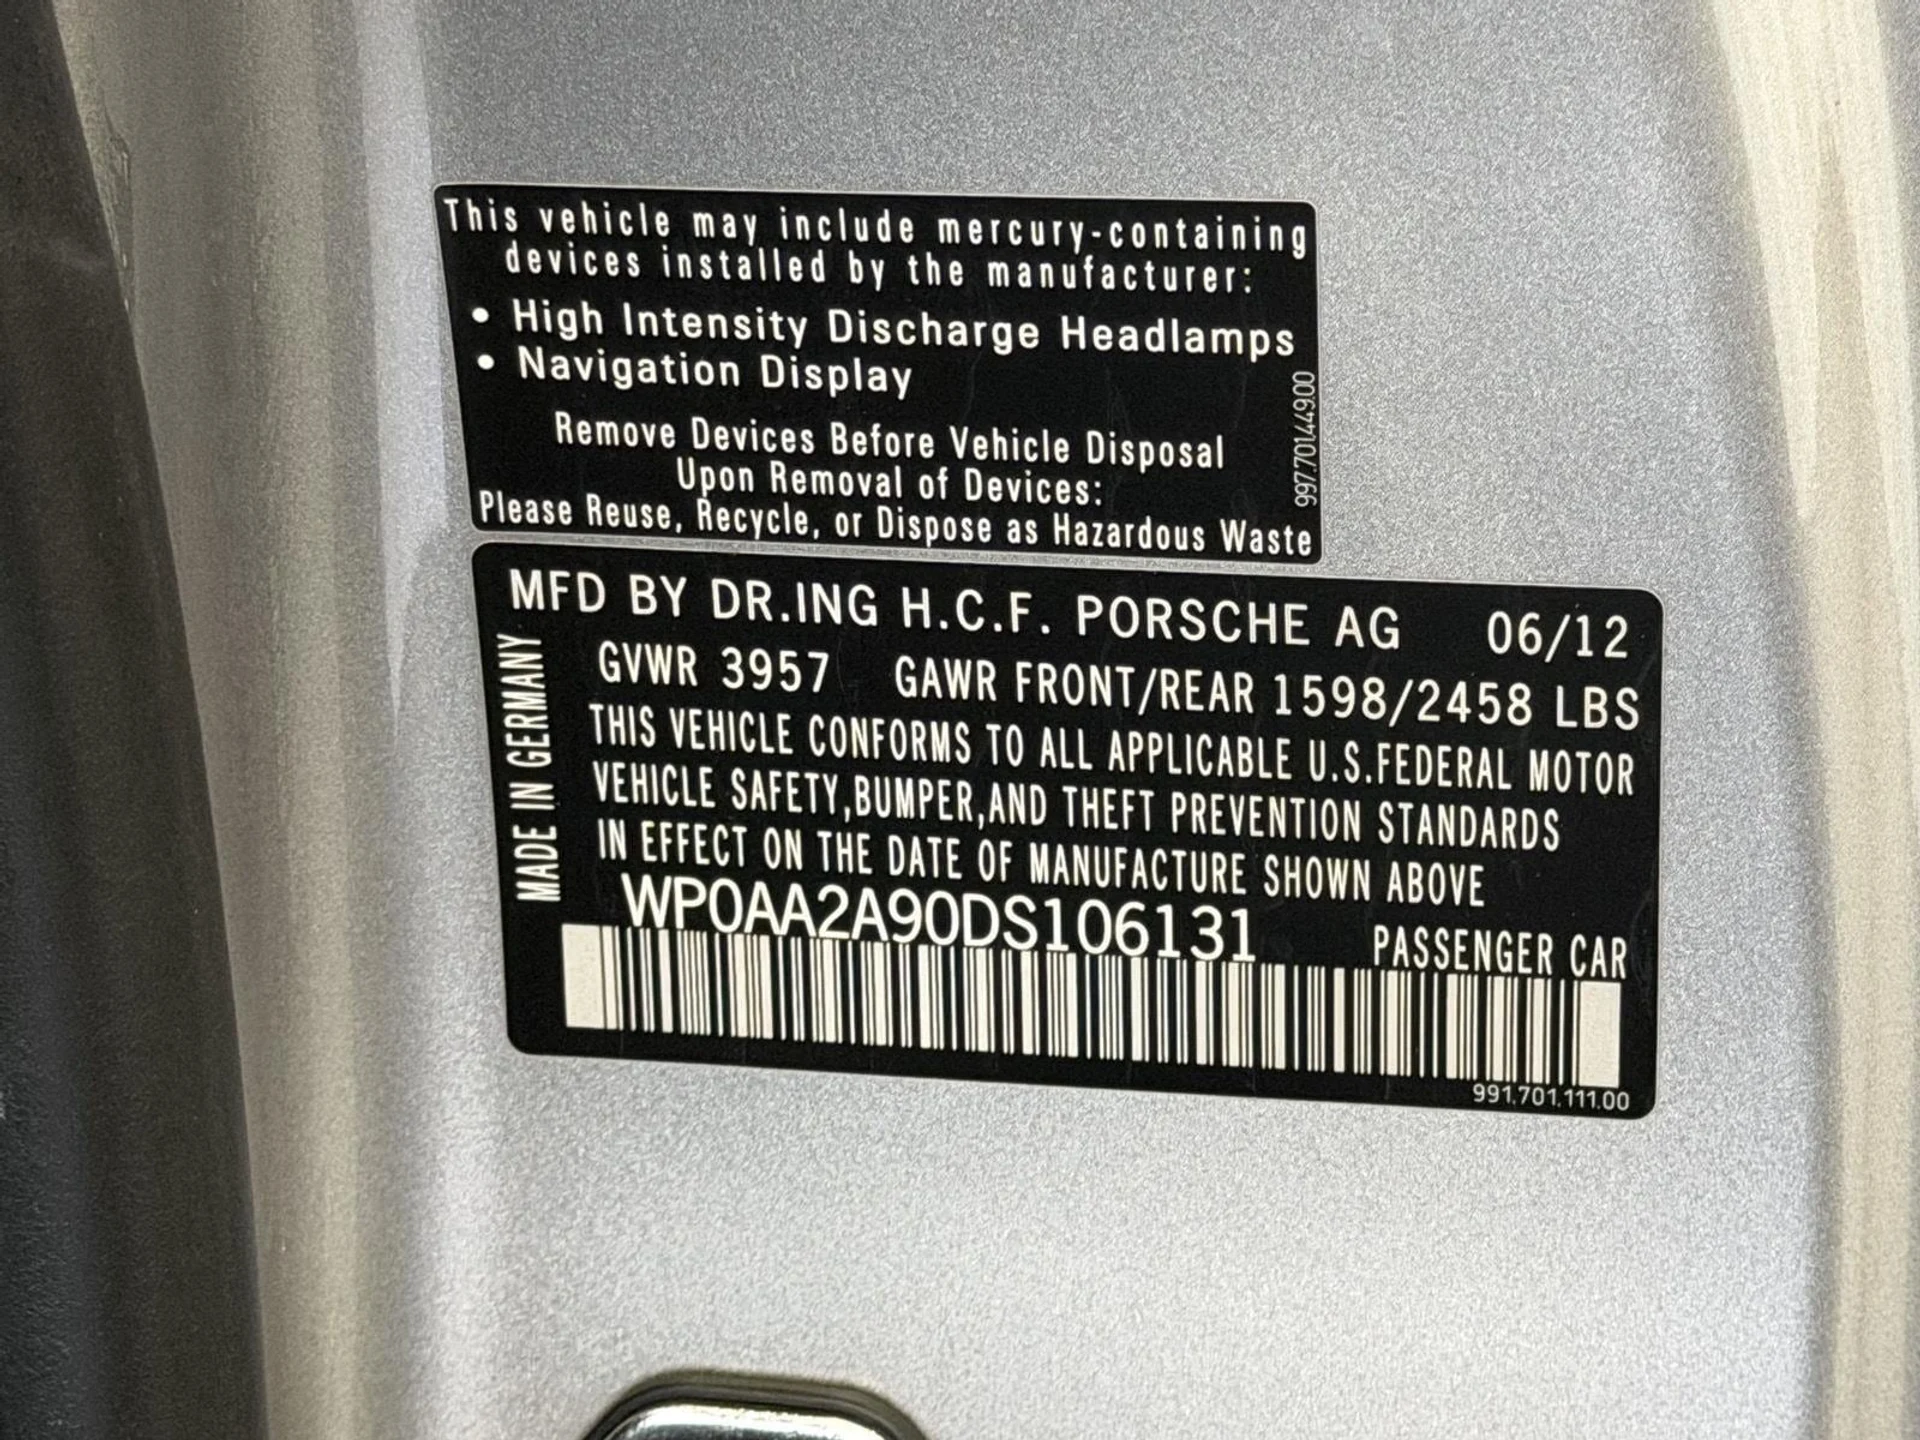 This vehicle may include mercury-containing
devices installed by the manufacturer:
• High Intensity Discharge Headlamps
• Navigation Display
Remove Devices Before Vehicle Disposal
Upon Removal of Devices:
Please Reuse, Recycle, or Dispose as Hazardous Waste
997.701.449.00
MFD BY DR.ING H.C.F. PORSCHE AG 06/12
GVWR 3957 GAWR FRONT/REAR 1598/2458 LBS
THIS VEHICLE CONFORMS TO ALL APPLICABLE U.S.FEDERAL MOTOR
VEHICLE SAFETY,BUMPER,AND THEFT PREVENTION STANDARDS
IN EFFECT ON THE DATE OF MANUFACTURE SHOWN ABOVE
MADE IN GERMANY
WP0AA2A90DS106131 PASSENGER CAR
991.701.111.00